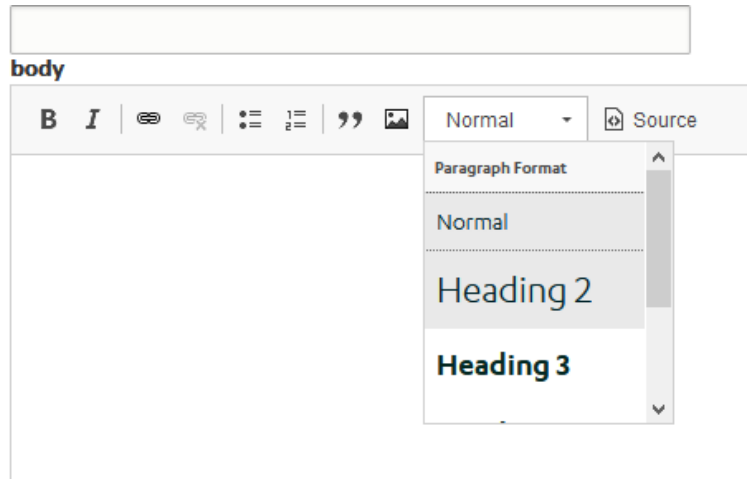 body
B I Normal Source
Paragraph Format
Normal
Heading 2
Heading 3